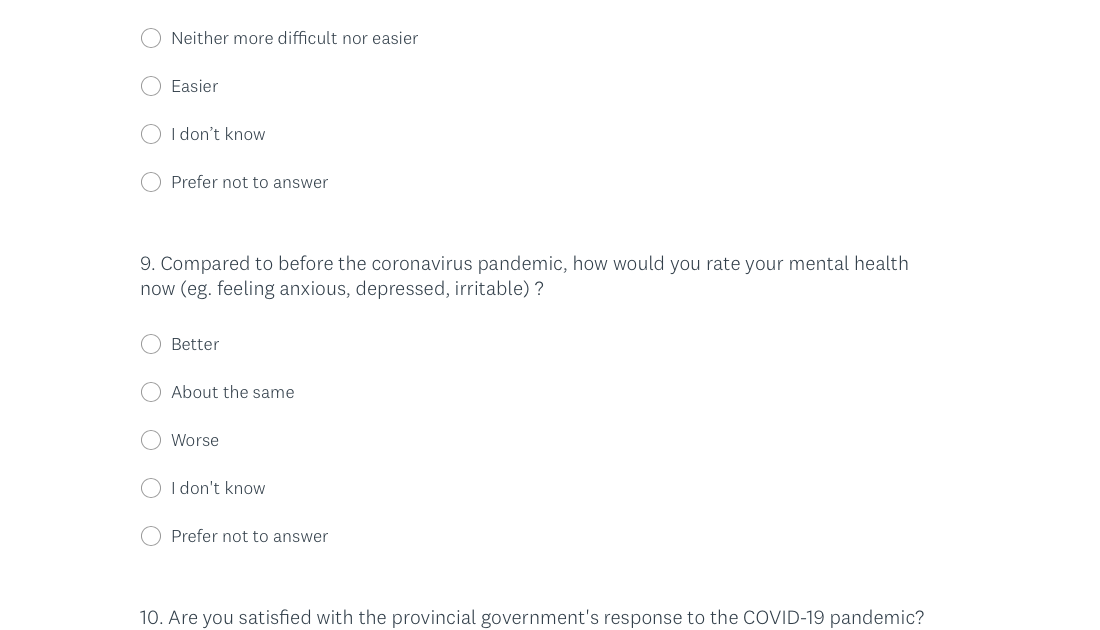 Neither more difficult nor easier
Easier
I don’t know
Prefer not to answer
9. Compared to before the coronavirus pandemic, how would you rate your mental health
now (eg. feeling anxious, depressed, irritable) ?
Better
About the same
Worse
I don't know
Prefer not to answer
10. Are you satisfied with the provincial government's response to the COVID-19 pandemic?